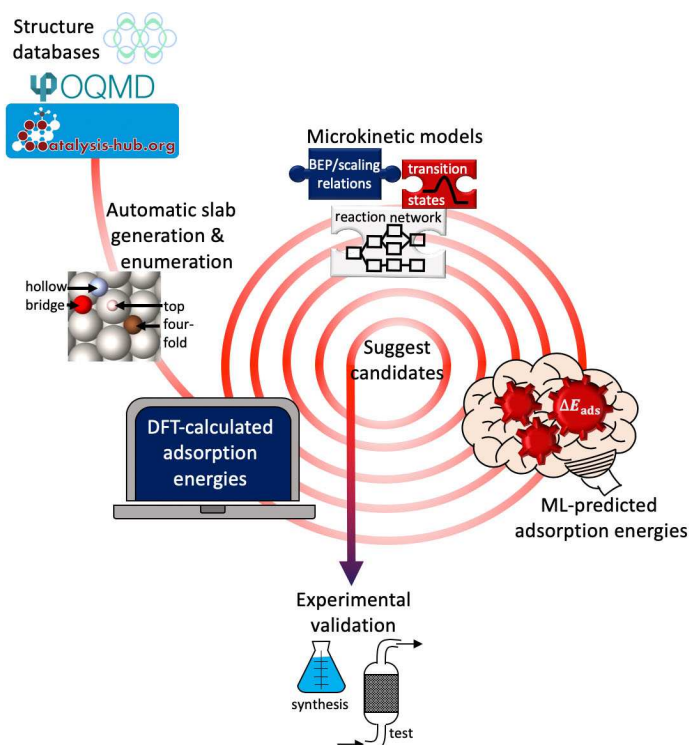 Structure
databases
OQMD
atalysis-hub.org
Microkinetic models
BEP/scaling
relations
transition
states
reaction network
Automatic slab
generation &
enumeration
hollow
bridge
top
four-
fold
Suggest
candidates
DFT-calculated
adsorption
energies
ΔE_ads
ML-predicted
adsorption energies
Experimental
validation
synthesis
test